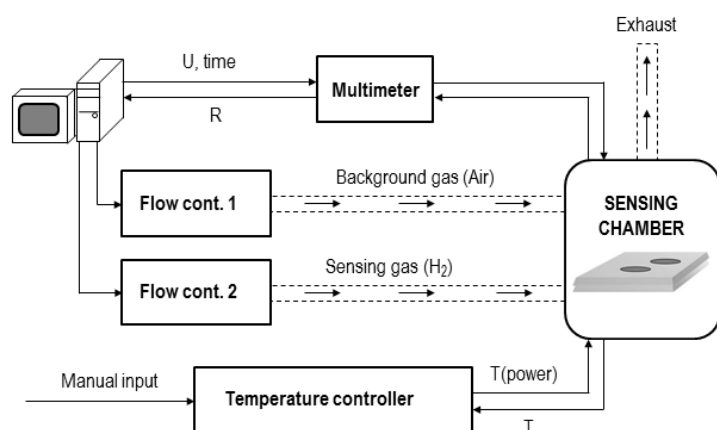 Exhaust
U, time
Multimeter
R
Flow cont. 1
Background gas (Air)
SENSING
CHAMBER
Flow cont. 2
Sensing gas (H₂)
Manual input
Temperature controller
T(power)
T